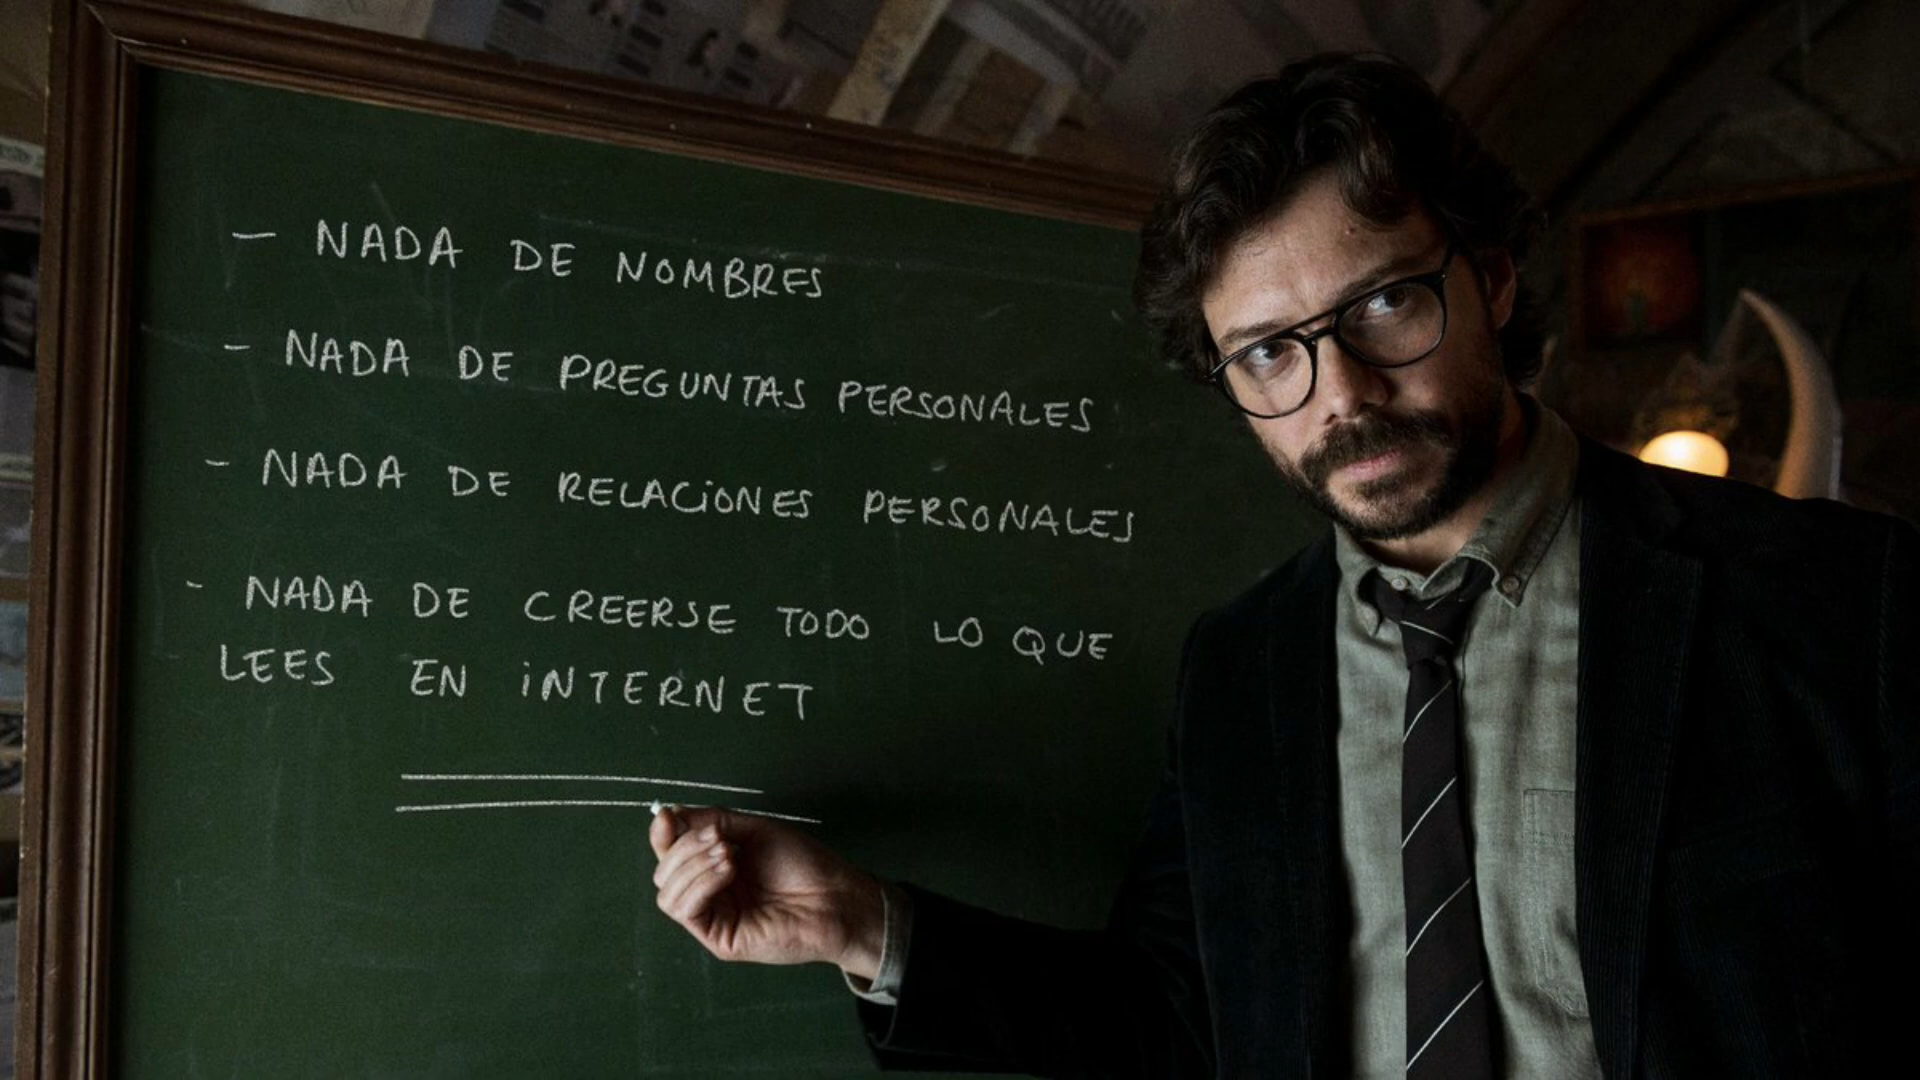 - NADA DE NOMBRES
- NADA DE PREGUNTAS PERSONALES
- NADA DE RELACiONES PERSONALES
- NADA DE CREERSE TODO LO QUE
LEES EN iNTERNET